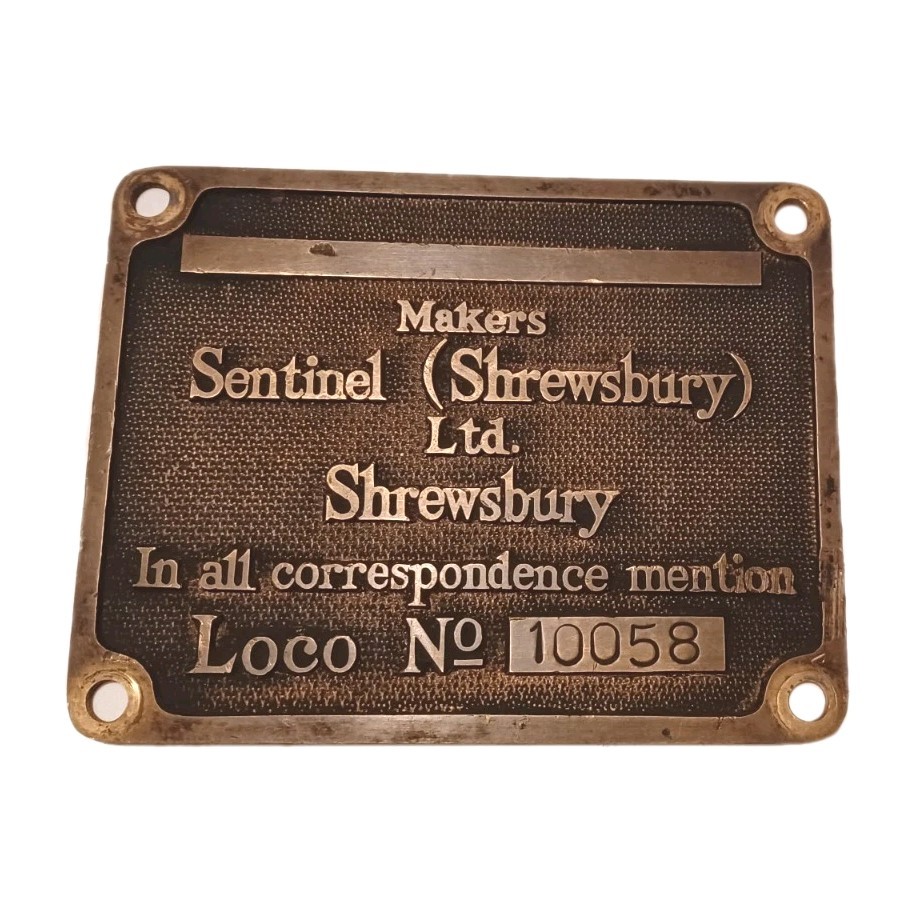 Makers
Sentinel (Shrewsbury)
Ltd.
Shrewsbury
In all correspondence mention
Loco Nº 10058